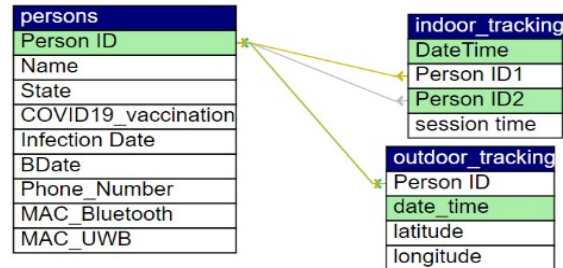 persons
Person ID
Name
State
COVID19_vaccination
Infection Date
BDate
Phone_Number
MAC_Bluetooth
MAC_UWB
indoor_tracking
DateTime
Person ID1
Person ID2
session time
outdoor_tracking
Person ID
date_time
latitude
longitude